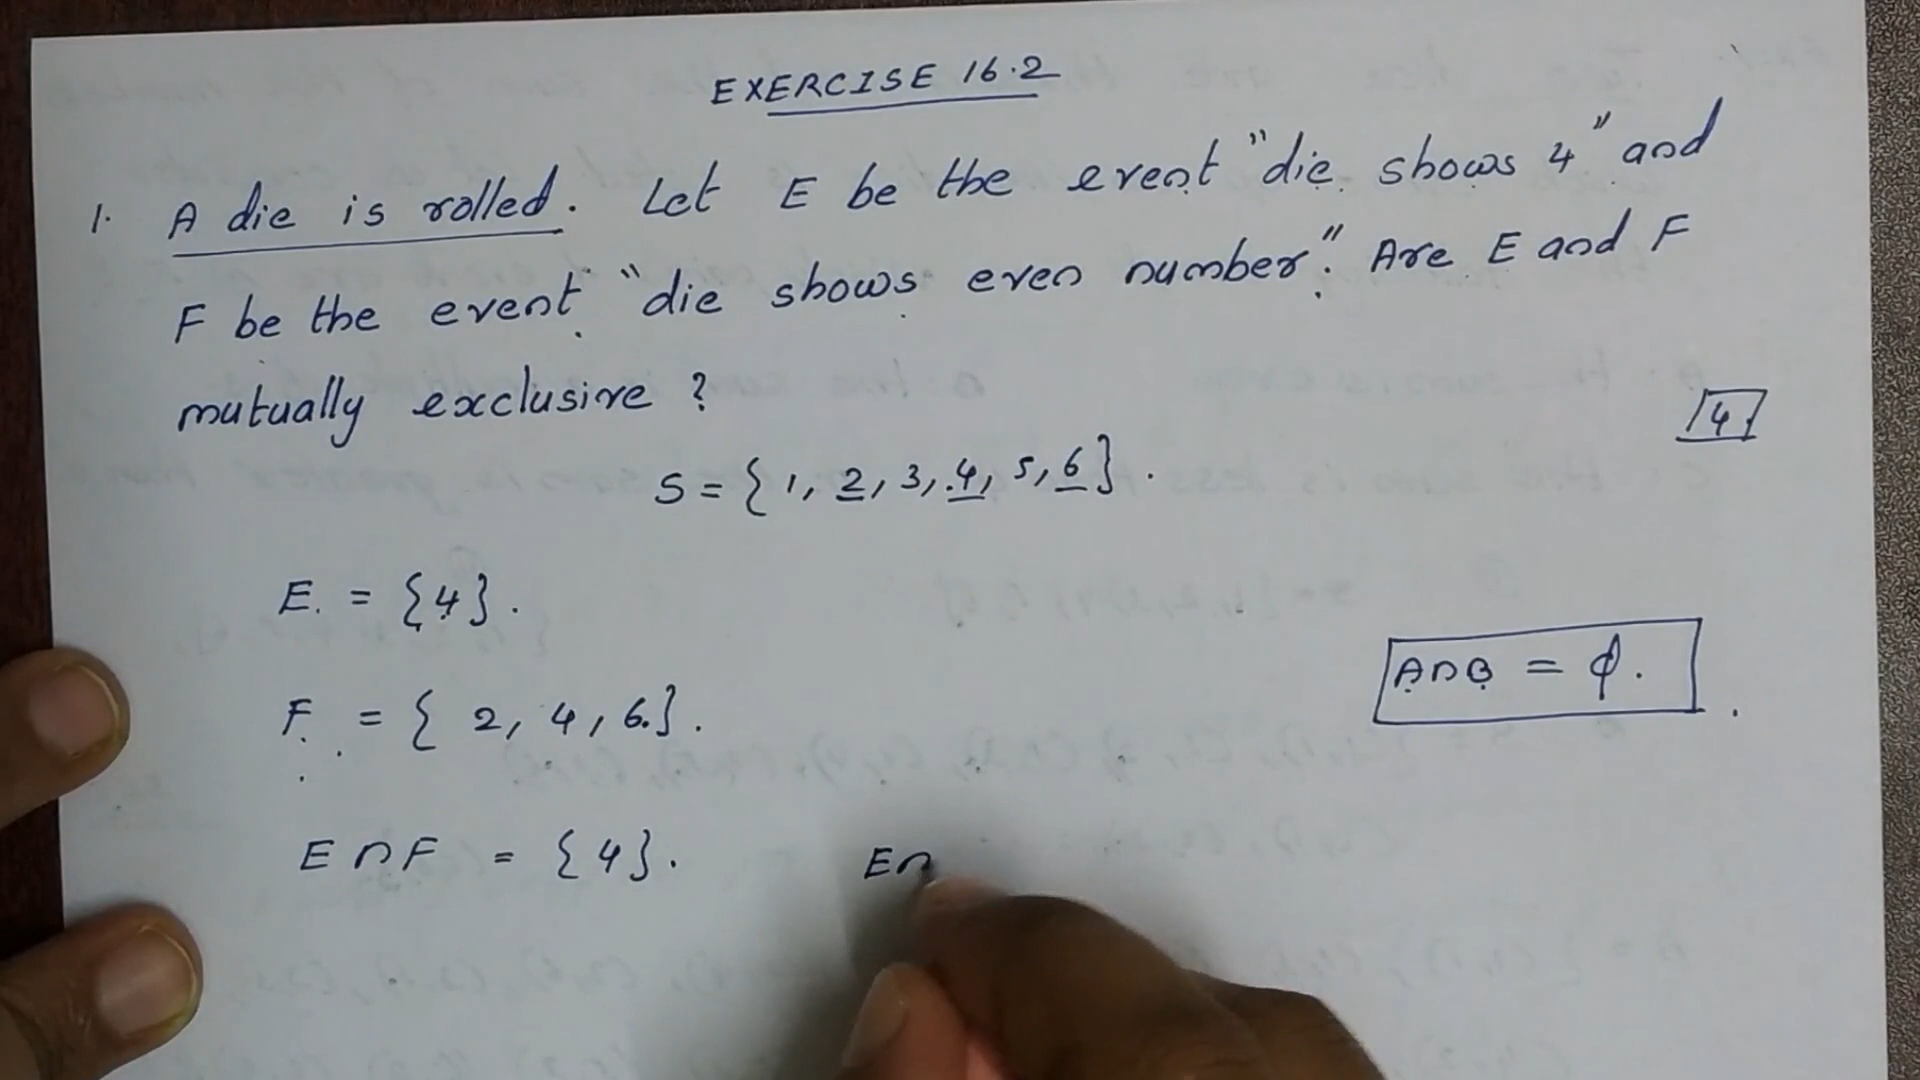 EXERCISE 16.2
1. A die is rolled. Let E be the event "die shows 4" and
F be the event "die shows even number". Are E and F
mutually exclusive ?
4
S = { 1, 2, 3, 4, 5, 6 }.
E = {4}.
F = { 2, 4, 6 }.
A∩B = ϕ.
E∩F = {4}.
E∩